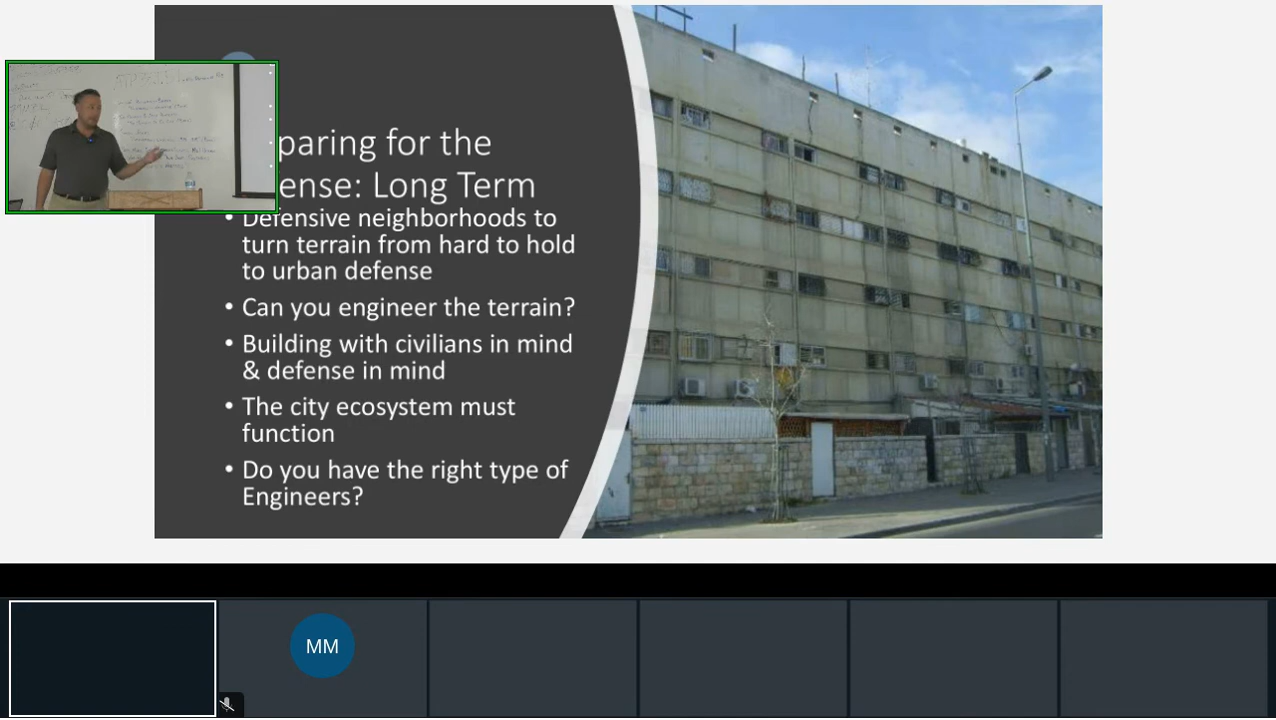 paring for the
ense: Long Term
• Defensive neighborhoods to
turn terrain from hard to hold
to urban defense
• Can you engineer the terrain?
• Building with civilians in mind
& defense in mind
• The city ecosystem must
function
• Do you have the right type of
Engineers?
MM